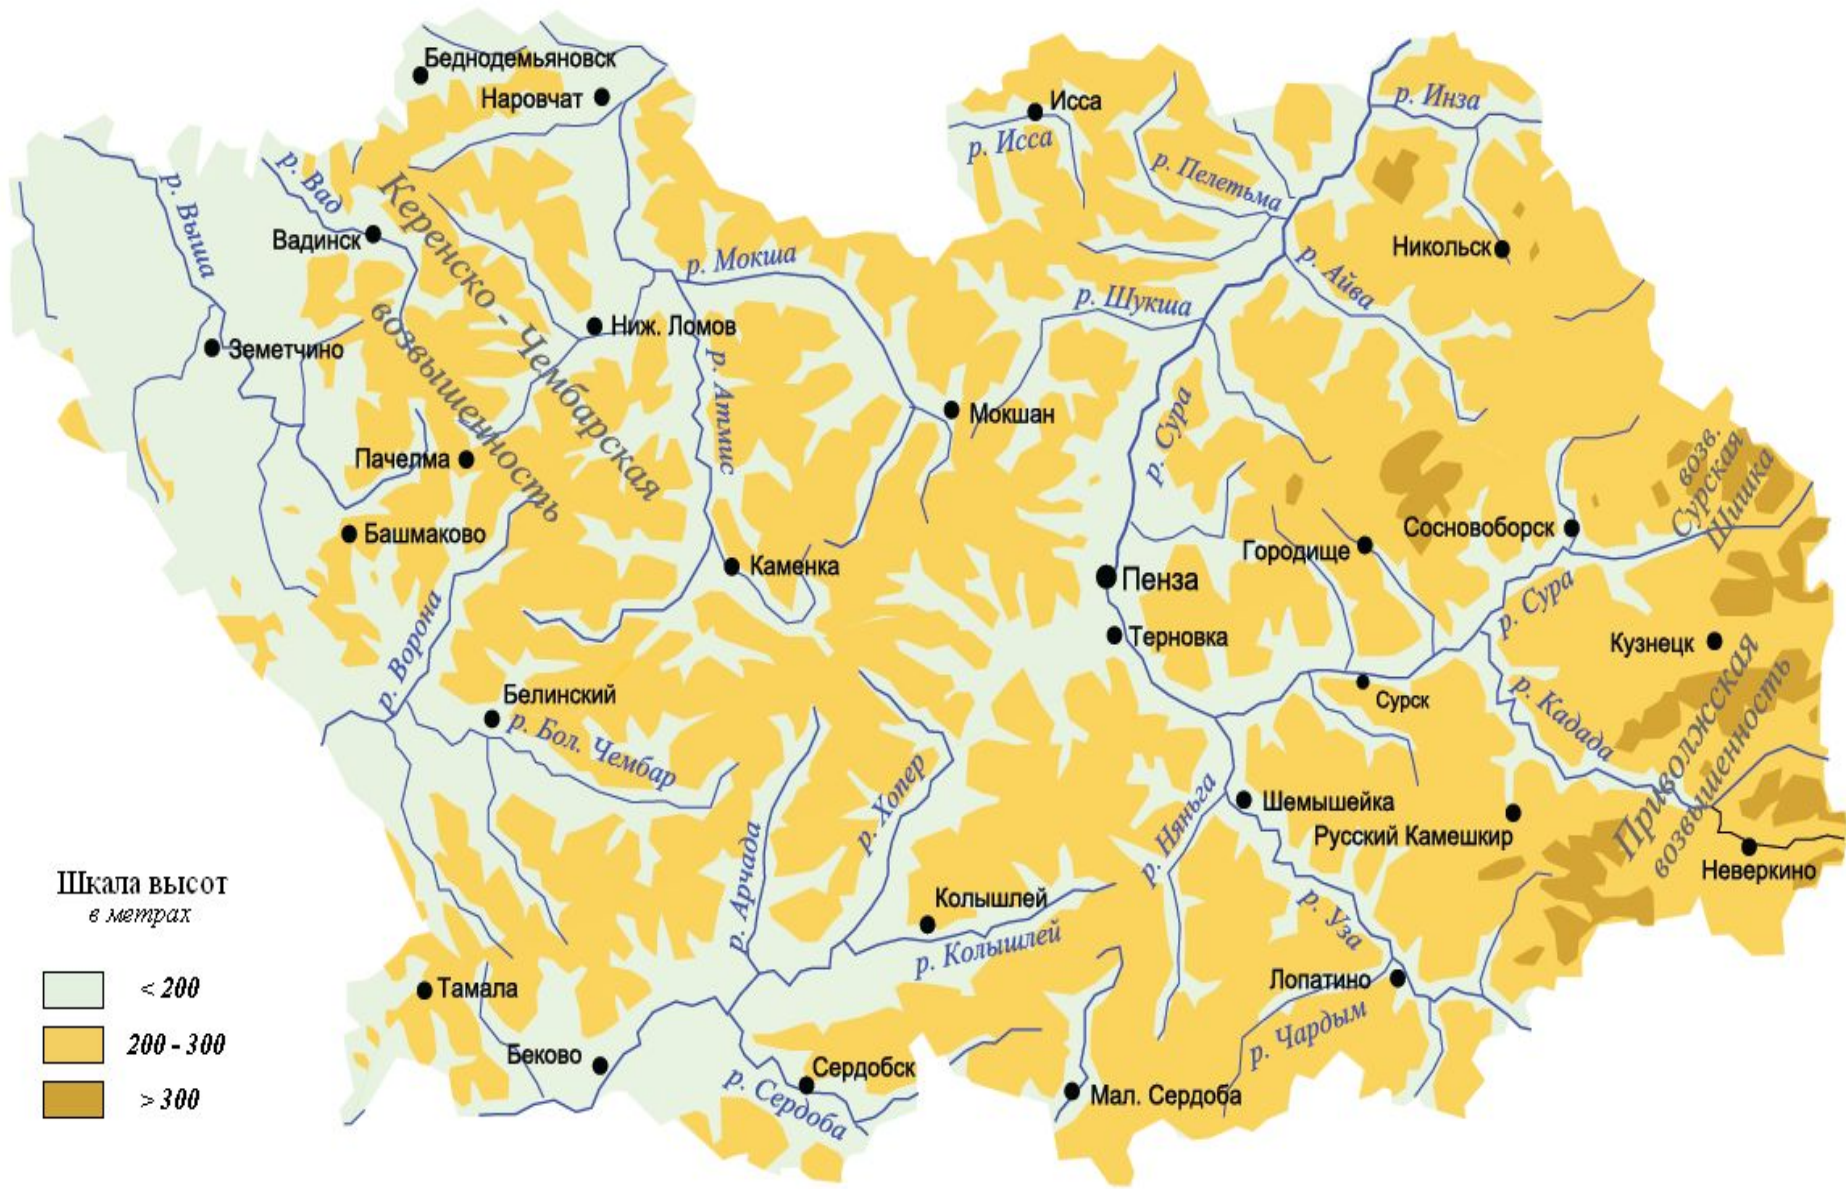 Беднодемьяновск
Наровчат
Исса
р. Исса
р. Инза
р. Пелетьма
р. Выша
р. Вад
Вадинск
Керенско - Чембарская
возвышенность
р. Мокша
Никольск
р. Айва
р. Шукша
Ниж. Ломов
Земетчино
р. Атмис
Мокшан
р. Сура
Пачелма
возв.
Сурская
Шишка
Башмаково
Каменка
Сосновоборск
Городище
Пенза
р. Сура
Терновка
Кузнецк
р. Ворона
Белинский
р. Бол. Чембар
Сурск
р. Кадада
Приволжская
возвышенность
р. Хопер
р. Няньга
Шемышейка
Русский Камешкир
Неверкино
р. Арчада
Колышлей
р. Колышлей
р. Уза
Лопатино
р. Чардым
Тамала
Беково
Сердобск
р. Сердоба
Мал. Сердоба
Шкала высот
в метрах
< 200
200 - 300
> 300